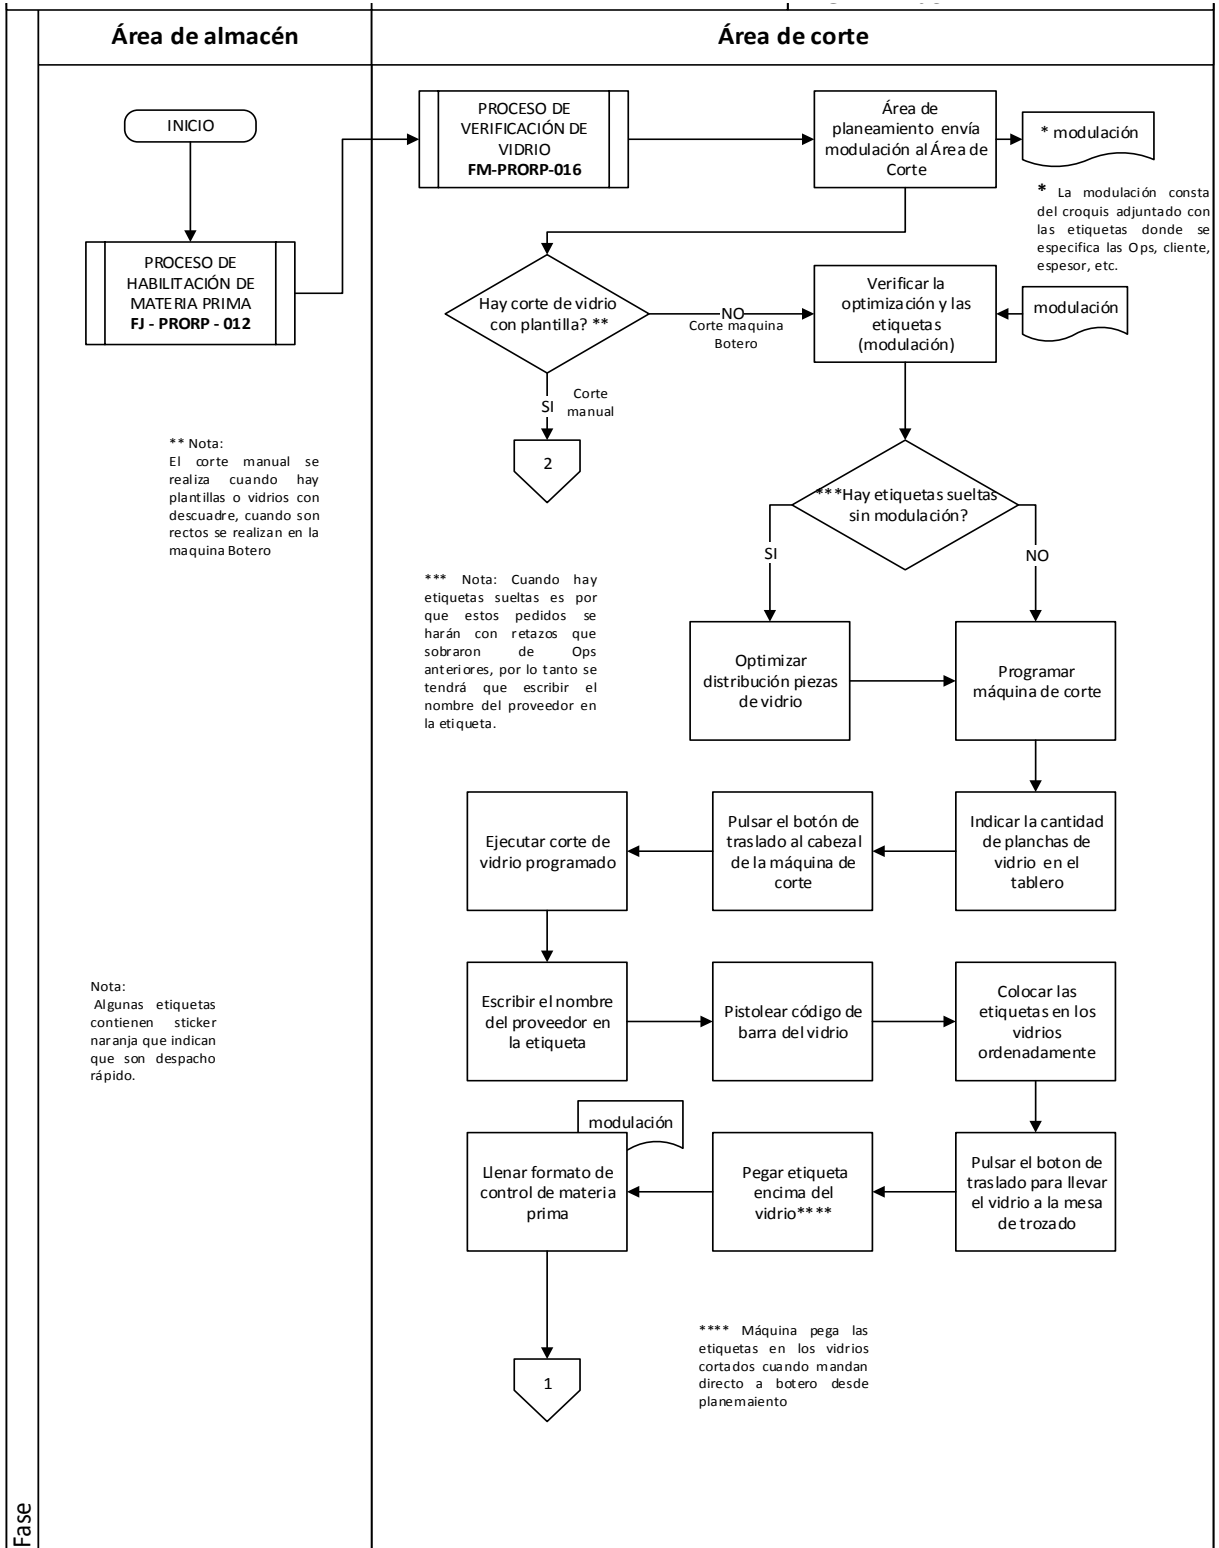 Área de almacén
Área de corte
INICIO
PROCESO DE
HABILITACIÓN DE
MATERIA PRIMA
FJ - PRORP - 012
PROCESO DE
VERIFICACIÓN DE
VIDRIO
FM-PRORP-016
Área de
planeamiento envía
modulación al Área de
Corte
* modulación
* La modulación consta
del croquis adjuntado con
las etiquetas donde se
especifica las Ops, cliente,
espesor, etc.
Hay corte de vidrio
con plantilla? **
NO
Corte maquina
Botero
Verificar la
optimización y las
etiquetas
(modulación)
modulación
SI
Corte
manual
2
** Nota:
El corte manual se
realiza cuando hay
plantillas o vidrios con
descuadre, cuando son
rectos se realizan en la
maquina Botero
***Hay etiquetas sueltas
sin modulación?
SI
NO
*** Nota: Cuando hay
etiquetas sueltas es por
que estos pedidos se
harán con retazos que
sobraron de Ops
anteriores, por lo tanto se
tendrá que escribir el
nombre del proveedor en
la etiqueta.
Optimizar
distribución piezas
de vidrio
Programar
máquina de corte
Ejecutar corte de
vidrio programado
Pulsar el botón de
traslado al cabezal
de la máquina de
corte
Indicar la cantidad
de planchas de
vidrio en el
tablero
Nota:
Algunas etiquetas
contienen sticker
naranja que indican
que son despacho
rápido.
Escribir el nombre
del proveedor en
la etiqueta
Pistolear código de
barra del vidrio
Colocar las
etiquetas en los
vidrios
ordenadamente
modulación
Llenar formato de
control de materia
prima
Pegar etiqueta
encima del
vidrio****
Pulsar el boton de
traslado para llevar
el vidrio a la mesa
de trozado
**** Máquina pega las
etiquetas en los vidrios
cortados cuando mandan
directo a botero desde
planemaiento
1
Fase